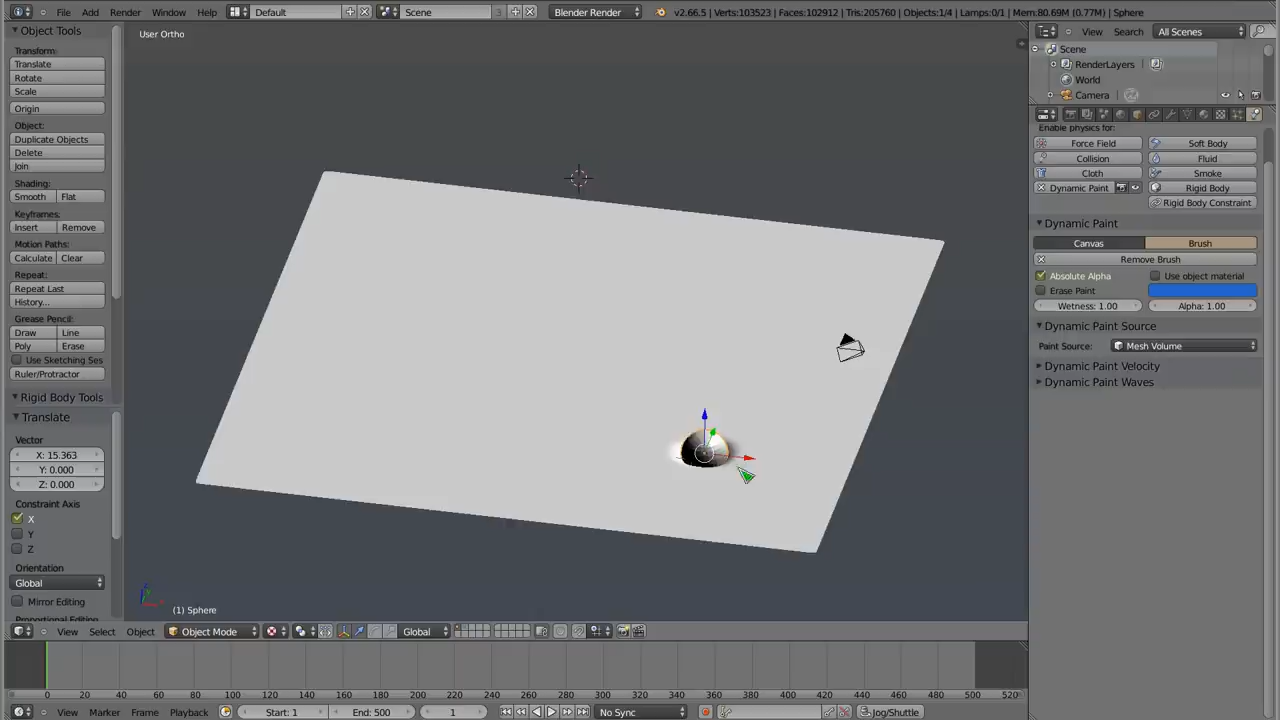 File Add Render Window Help Default Scene 3 Blender Render v2.66.5 | Verts:103523 | Faces:102912 | Tris:205760 | Objects:1/4 | Lamps:0/1 | Mem:80.69M (0.77M) | Sphere
Object Tools
Transform:
Translate
Rotate
Scale
Origin
Object:
Duplicate Objects
Delete
Join
Shading:
Smooth Flat
Keyframes:
Insert Remove
Motion Paths:
Calculate Clear
Repeat:
Repeat Last
History...
Grease Pencil:
Draw Line
Poly Erase
Use Sketching Ses
Ruler/Protractor
Rigid Body Tools
Translate
Vector
X: 15.363
Y: 0.000
Z: 0.000
Constraint Axis
X
Y
Z
Orientation
Global
Mirror Editing
Proportional Editing
User Ortho
(1) Sphere
View Search All Scenes
Scene
RenderLayers
World
Camera
Enable physics for:
Force Field Soft Body
Collision Fluid
Cloth Smoke
Dynamic Paint Rigid Body
Rigid Body Constraint
Dynamic Paint
Canvas Brush
Remove Brush
Absolute Alpha Use object material
Erase Paint
Wetness: 1.00 Alpha: 1.00
Dynamic Paint Source
Paint Source: Mesh Volume
Dynamic Paint Velocity
Dynamic Paint Waves
View Select Object Object Mode Global
0 20 40 60 80 100 120 140 160 180 200 220 240 260 280 300 320 340 360 380 400 420 440 460 480 500 520
View Marker Frame Playback Start: 1 End: 500 1 No Sync Jog/Shuttle